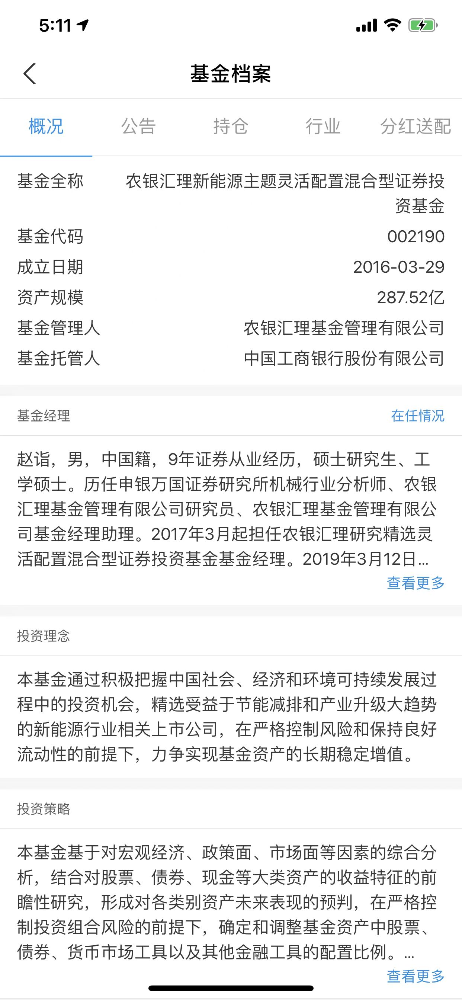 5:11
基金档案
概况 公告 持仓 行业 分红送配
基金全称 农银汇理新能源主题灵活配置混合型证券投
资基金
基金代码 002190
成立日期 2016-03-29
资产规模 287.52亿
基金管理人 农银汇理基金管理有限公司
基金托管人 中国工商银行股份有限公司
基金经理 在任情况
赵诣，男，中国籍，9年证券从业经历，硕士研究生、工
学硕士。历任申银万国证券研究所机械行业分析师、农银
汇理基金管理有限公司研究员、农银汇理基金管理有限公
司基金经理助理。2017年3月起担任农银汇理研究精选灵
活配置混合型证券投资基金基金经理。2019年3月12日...
查看更多
投资理念
本基金通过积极把握中国社会、经济和环境可持续发展过
程中的投资机会，精选受益于节能减排和产业升级大趋势
的新能源行业相关上市公司，在严格控制风险和保持良好
流动性的前提下，力争实现基金资产的长期稳定增值。
投资策略
本基金基于对宏观经济、政策面、市场面等因素的综合分
析，结合对股票、债券、现金等大类资产的收益特征的前
瞻性研究，形成对各类别资产未来表现的预判，在严格控
制投资组合风险的前提下，确定和调整基金资产中股票、
债券、货币市场工具以及其他金融工具的配置比例。...
查看更多